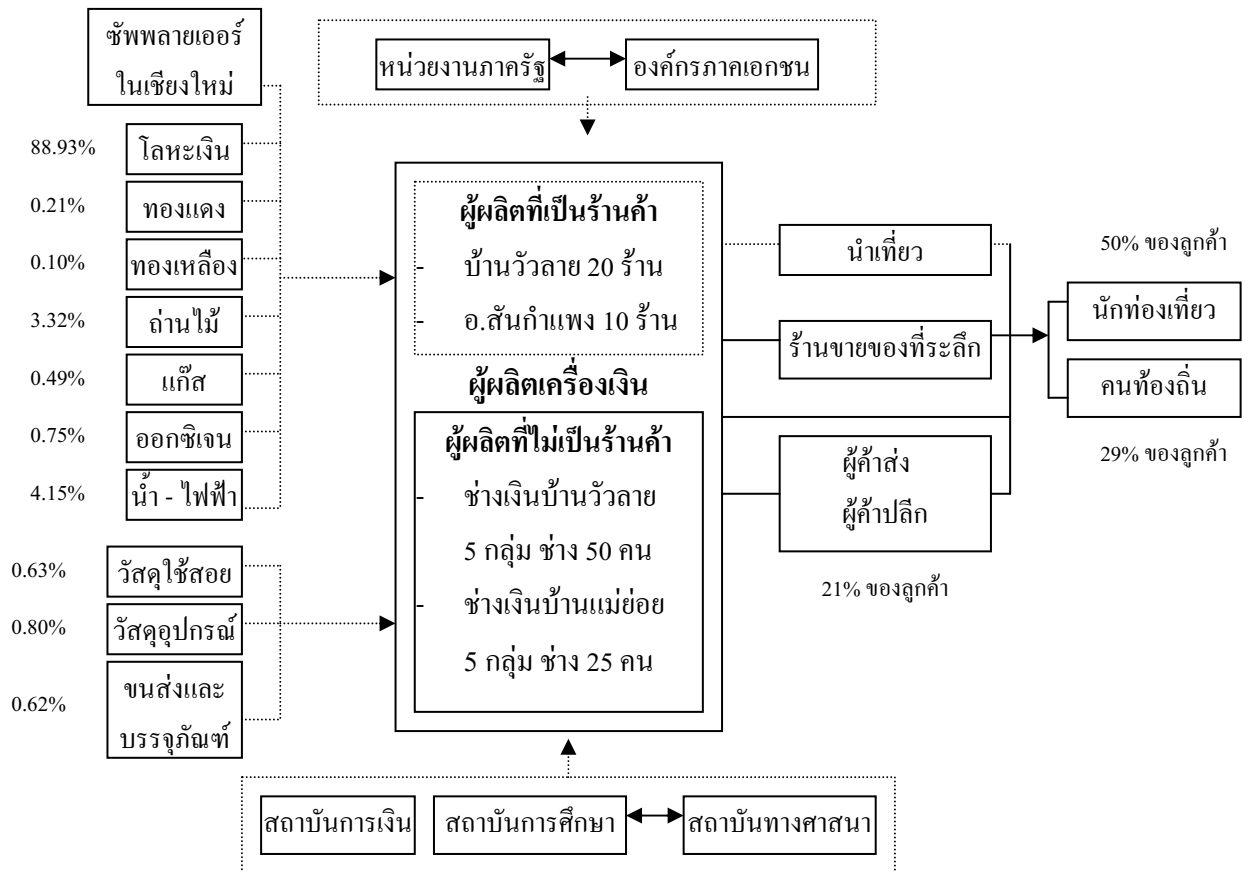 ซัพพลายเออร์
ในเชียงใหม่
หน่วยงานภาครัฐ
องค์กรภาคเอกชน
88.93%
โลหะเงิน
0.21%
ทองแดง
0.10%
ทองเหลือง
3.32%
ถ่านไม้
0.49%
แก๊ส
0.75%
ออกซิเจน
4.15%
น้ำ - ไฟฟ้า
0.63%
วัสดุใช้สอย
0.80%
วัสดุอุปกรณ์
0.62%
ขนส่งและ
บรรจุภัณฑ์
ผู้ผลิตที่เป็นร้านค้า
- บ้านวัวลาย 20 ร้าน
- อ.สันกำแพง 10 ร้าน
ผู้ผลิตเครื่องเงิน
ผู้ผลิตที่ไม่เป็นร้านค้า
- ช่างเงินบ้านวัวลาย
5 กลุ่ม ช่าง 50 คน
- ช่างเงินบ้านแม่ย่อย
5 กลุ่ม ช่าง 25 คน
นำเที่ยว
ร้านขายของที่ระลึก
ผู้ค้าส่ง
ผู้ค้าปลีก
21% ของลูกค้า
50% ของลูกค้า
นักท่องเที่ยว
คนท้องถิ่น
29% ของลูกค้า
สถาบันการเงิน
สถาบันการศึกษา
สถาบันทางศาสนา